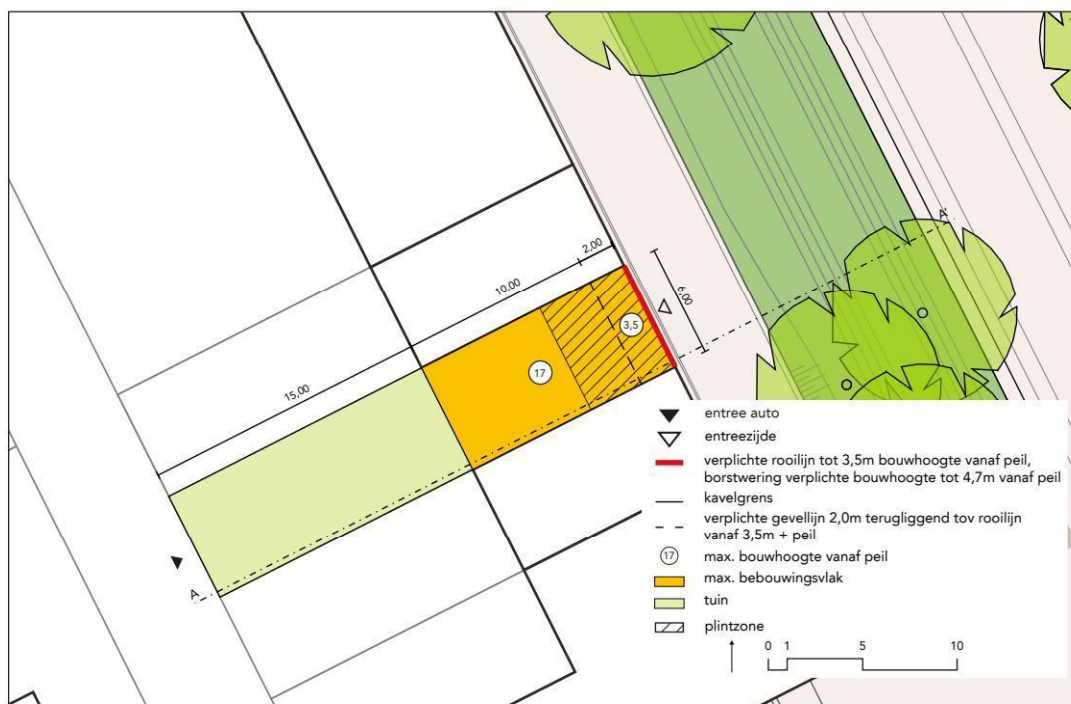 2.00
10.00
6.00
15,00
3,5
17
A'
A
entree auto
entreezijde
verplichte rooilijn tot 3,5m bouwhoogte vanaf peil,
borstwering verplichte bouwhoogte tot 4,7m vanaf peil
kavelgrens
verplichte gevellijn 2,0m terugliggend tov rooilijn
vanaf 3,5m + peil
17 max. bouwhoogte vanaf peil
max. bebouwingsvlak
tuin
plintzone
0 1 5 10